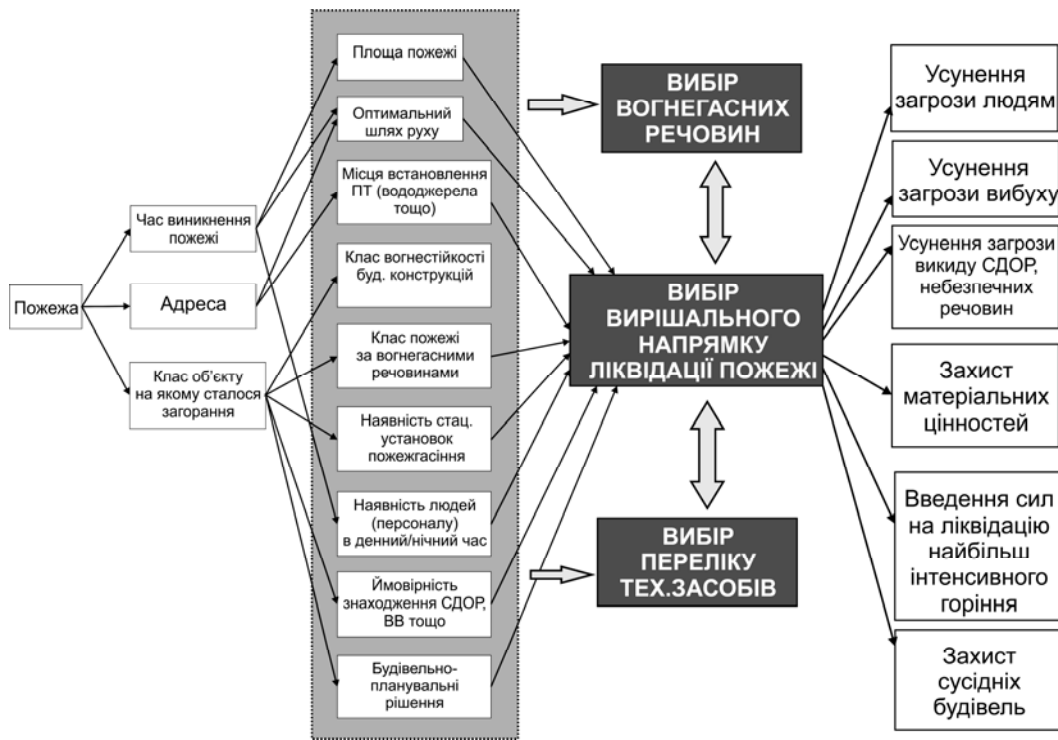 Пожежа
Час виникнення
пожежі
Адреса
Клас об'єкту
на якому сталося
загорання
Площа пожежі
Оптимальний
шлях руху
Місця встановлення
ПТ (вододжерела
тощо)
Клас вогнестійкості
буд. конструкцій
Клас пожежі
за вогнегасними
речовинами
Наявність стац.
установок
пожежгасіння
Наявність людей
(персоналу)
в денний/нічний час
Ймовірність
знаходження СДОР,
ВВ тощо
Будівельно-
планувальні
рішення
ВИБІР
ВОГНЕГАСНИХ
РЕЧОВИН
ВИБІР
ВИРІШАЛЬНОГО
НАПРЯМКУ
ЛІКВІДАЦІЇ ПОЖЕЖІ
ВИБІР
ПЕРЕЛІКУ
ТЕХ.ЗАСОБІВ
Усунення
загрози людям
Усунення
загрози вибуху
Усунення загрози
викиду СДОР,
небезпечних
речовин
Захист
матеріальних
цінностей
Введення сил
на ліквідацію
найбільш
інтенсивного
горіння
Захист
сусідніх
будівель